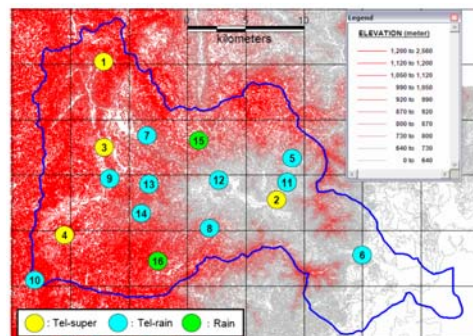 0
5
10
kilometers
Legend
ELEVATION (meter)
1,200 to 2,560
1,120 to 1,200
1,050 to 1,120
990 to 1,050
920 to 990
870 to 920
800 to 870
730 to 800
640 to 730
0 to 640
1
7
15
3
5
9
13
12
11
2
14
8
4
6
16
10
: Tel-super
: Tel-rain
: Rain